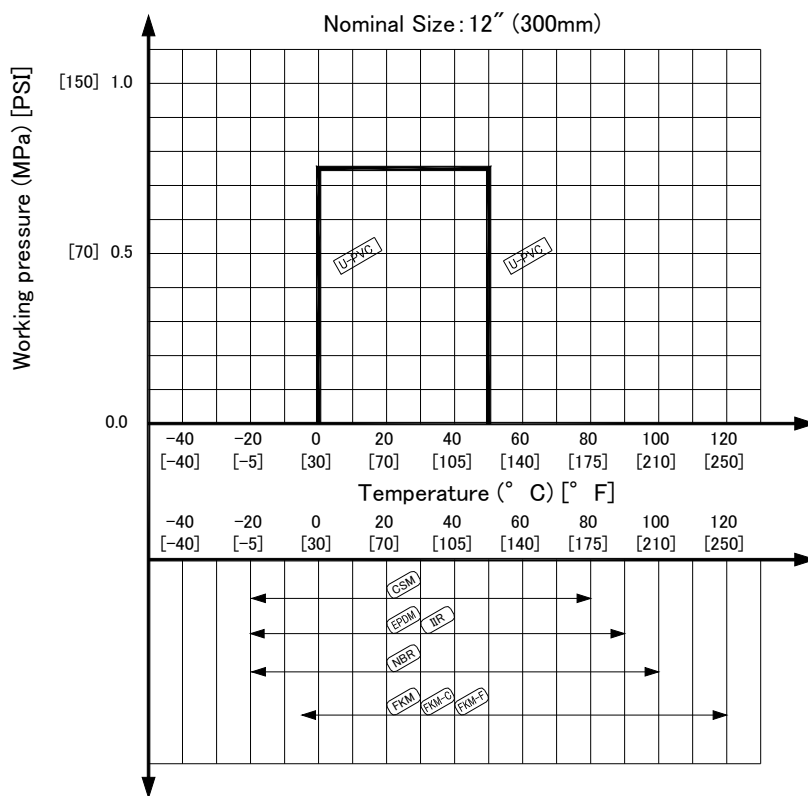 Nominal Size: 12" (300mm)
Working pressure (MPa) [PSI]
[150] 1.0
[70] 0.5
U-PVC U-PVC
0.0
-40 -20 0 20 40 60 80 100 120
[-40] [-5] [30] [70] [105] [140] [175] [210] [250]
Temperature (° C) [° F]
-40 -20 0 20 40 60 80 100 120
[-40] [-5] [30] [70] [105] [140] [175] [210] [250]
CSM
EPDM IIR
NBR
FKM FKM-C FKM-F